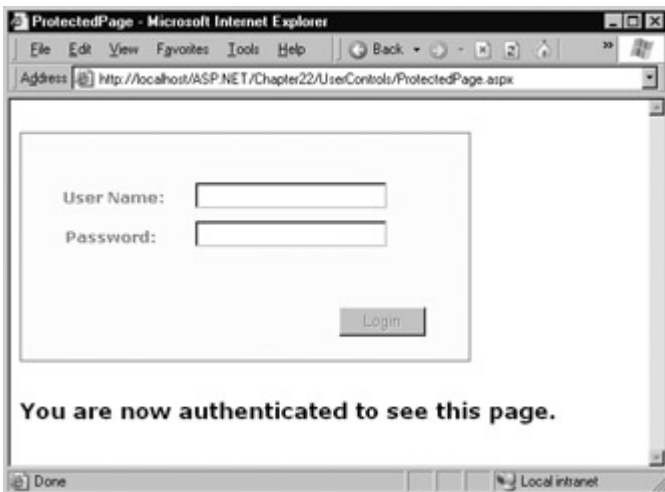 ProtectedPage - Microsoft Internet Explorer
File Edit View Favorites Tools Help Back »
Address http://localhost/ASP.NET/Chapter22/UserControls/ProtectedPage.aspx
User Name:
Password:
Login
You are now authenticated to see this page.
Done Local intranet